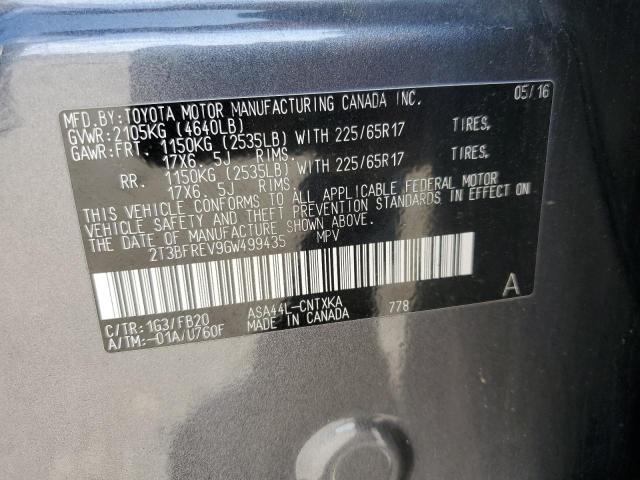 MFD. BY: TOYOTA MOTOR MANUFACTURING CANADA INC. 05/16
GVWR: 2105KG (4640LB)
GAWR: FRT. 1150KG (2535LB) WITH 225/65R17 TIRES.
17X6. 5J RIMS.
RR. 1150KG (2535LB) WITH 225/65R17 TIRES.
17X6. 5J RIMS.
THIS VEHICLE CONFORMS TO ALL APPLICABLE FEDERAL MOTOR
VEHICLE SAFETY AND THEFT PREVENTION STANDARDS IN EFFECT ON
THE DATE OF MANUFACTURE SHOWN ABOVE.
2T3BFREV9GW499435 MPV
C/TR: 1G3/FB20 ASA44L-CNTXKA 778 A
A/TM:-01A/U760F MADE IN CANADA